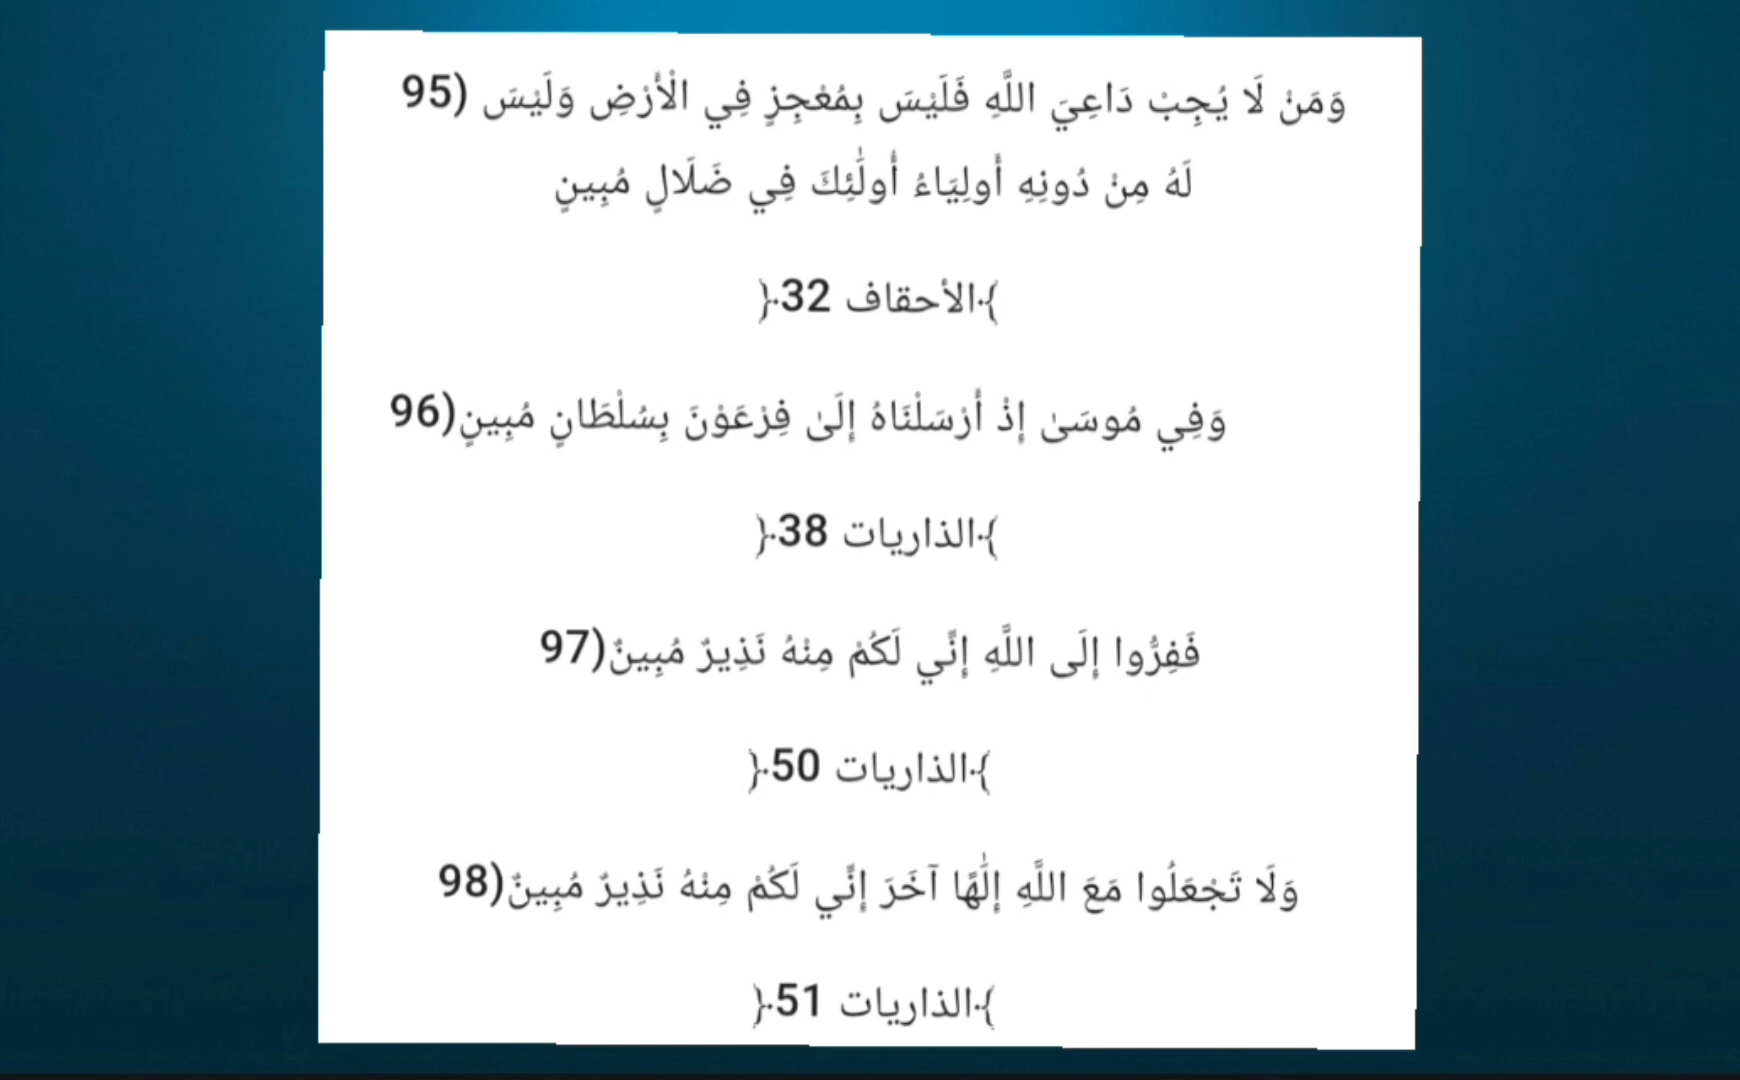 وَمَنْ لَا يُجِبْ دَاعِيَ اللَّهِ فَلَيْسَ بِمُعْجِزٍ فِي الْأَرْضِ وَلَيْسَ (95
لَهُ مِنْ دُونِهِ أَولِيَاءُ أُولَٰئِكَ فِي ضَلَالٍ مُبِينٍ
﴿·الأحقاف 32·﴾
وَفِي مُوسَىٰ إِذْ أَرْسَلْنَاهُ إِلَىٰ فِرْعَوْنَ بِسُلْطَانٍ مُبِينٍ(96
﴿·الذاريات 38·﴾
فَفِرُّوا إِلَى اللَّهِ إِنِّي لَكُمْ مِنْهُ نَذِيرٌ مُبِينٌ(97
﴿·الذاريات 50·﴾
وَلَا تَجْعَلُوا مَعَ اللَّهِ إِلَٰهًا آخَرَ إِنِّي لَكُمْ مِنْهُ نَذِيرٌ مُبِينٌ(98
﴿·الذاريات 51·﴾